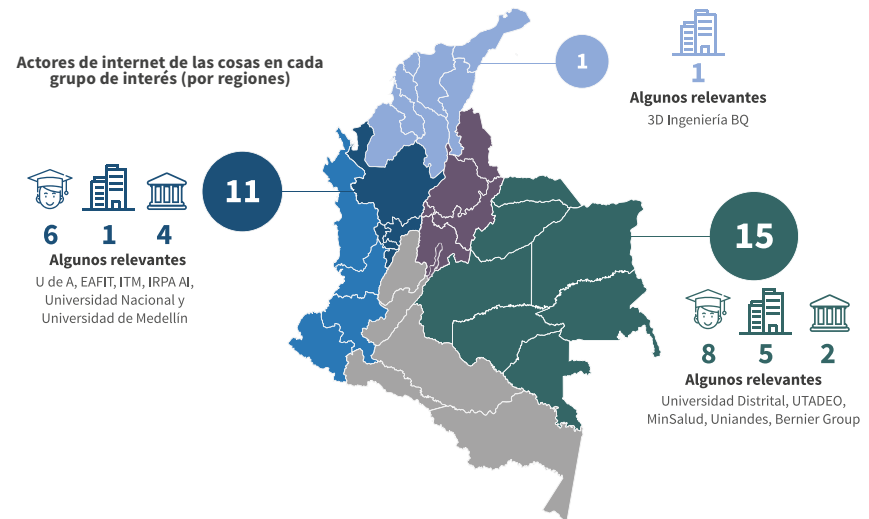 Actores de internet de las cosas en cada
grupo de interés (por regiones)
1
1
Algunos relevantes
3D Ingeniería BQ
11
6 1 4
Algunos relevantes
U de A, EAFIT, ITM, IRPA AI,
Universidad Nacional y
Universidad de Medellín
15
8 5 2
Algunos relevantes
Universidad Distrital, UTADEO,
MinSalud, Uniandes, Bernier Group